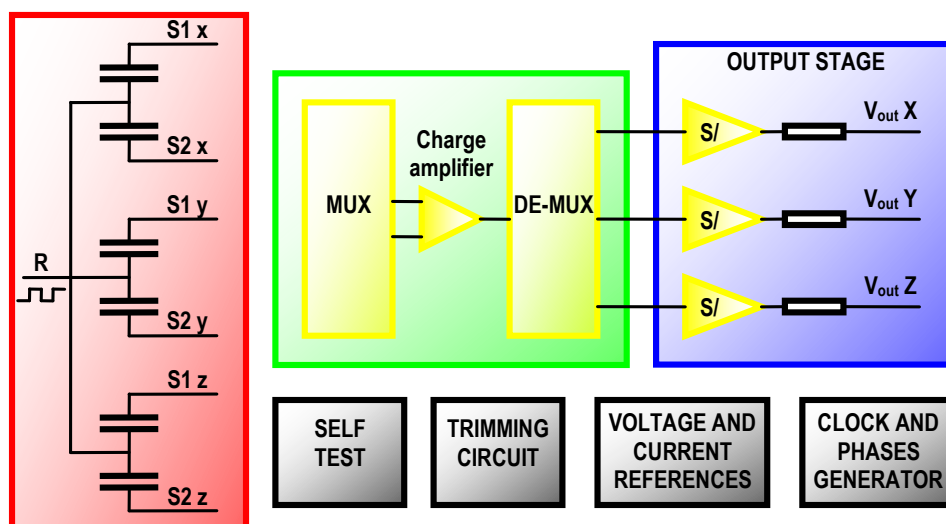 S1 x
S2 x
S1 y
R
S2 y
S1 z
S2 z
MUX
Charge
amplifier
DE-MUX
OUTPUT STAGE
S/
Vout X
S/
Vout Y
S/
Vout Z
SELF
TEST
TRIMMING
CIRCUIT
VOLTAGE AND
CURRENT
REFERENCES
CLOCK AND
PHASES
GENERATOR